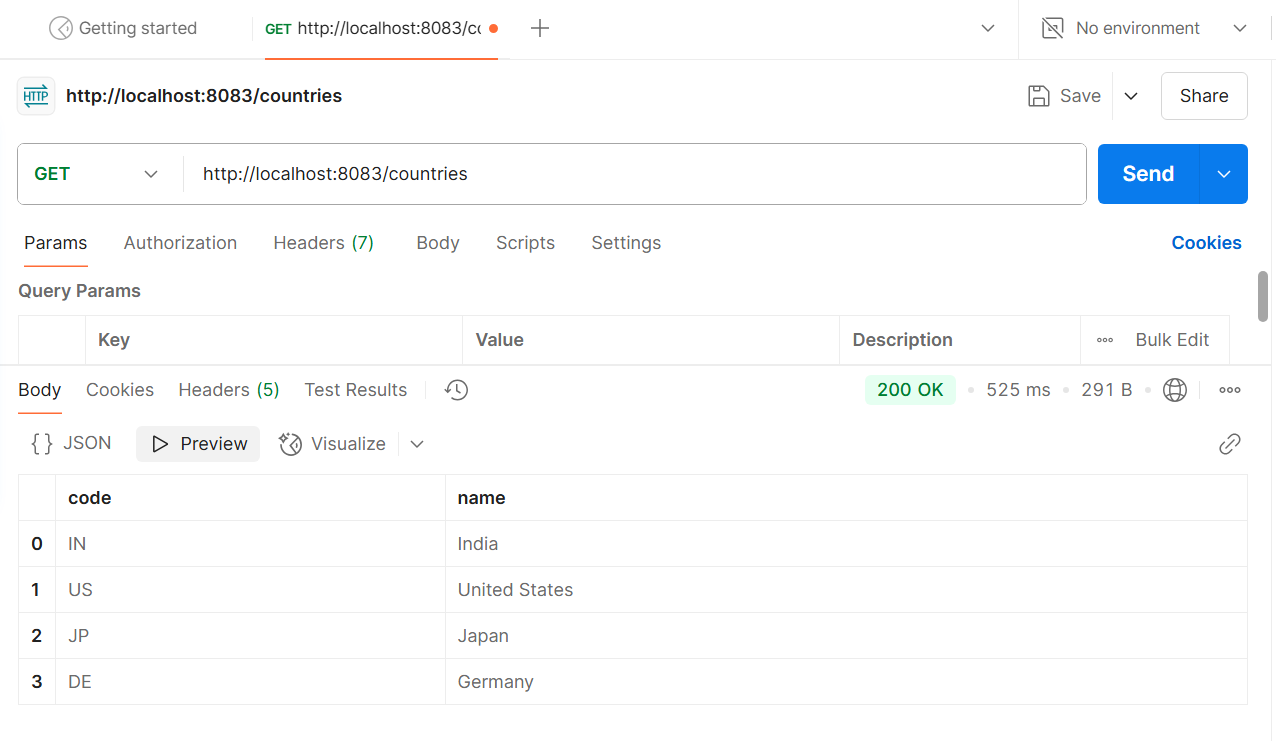 Getting started
GET http://localhost:8083/cc
No environment
HTTP http://localhost:8083/countries
Save
Share
GET http://localhost:8083/countries
Send
Params Authorization Headers (7) Body Scripts Settings Cookies
Query Params
Key Value Description Bulk Edit
Body Cookies Headers (5) Test Results 200 OK 525 ms 291 B
{} JSON Preview Visualize
code name
0 IN India
1 US United States
2 JP Japan
3 DE Germany